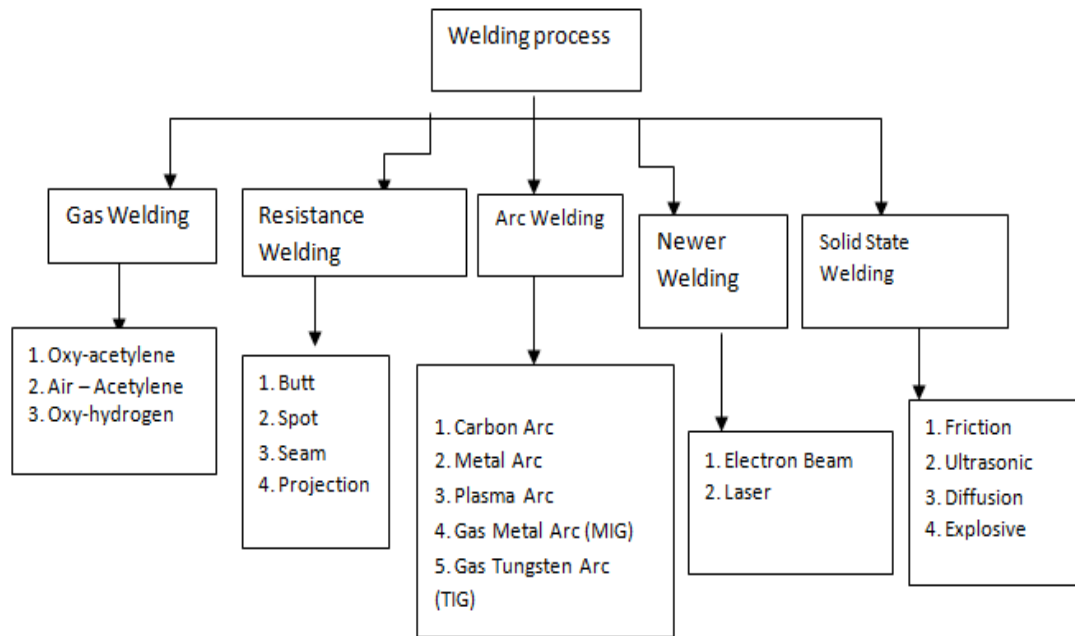 Welding process
Gas Welding
Resistance
Welding
Arc Welding
Newer
Welding
Solid State
Welding
1. Oxy-acetylene
2. Air – Acetylene
3. Oxy-hydrogen
1. Butt
2. Spot
3. Seam
4. Projection
1. Carbon Arc
2. Metal Arc
3. Plasma Arc
4. Gas Metal Arc (MIG)
5. Gas Tungsten Arc
(TIG)
1. Electron Beam
2. Laser
1. Friction
2. Ultrasonic
3. Diffusion
4. Explosive